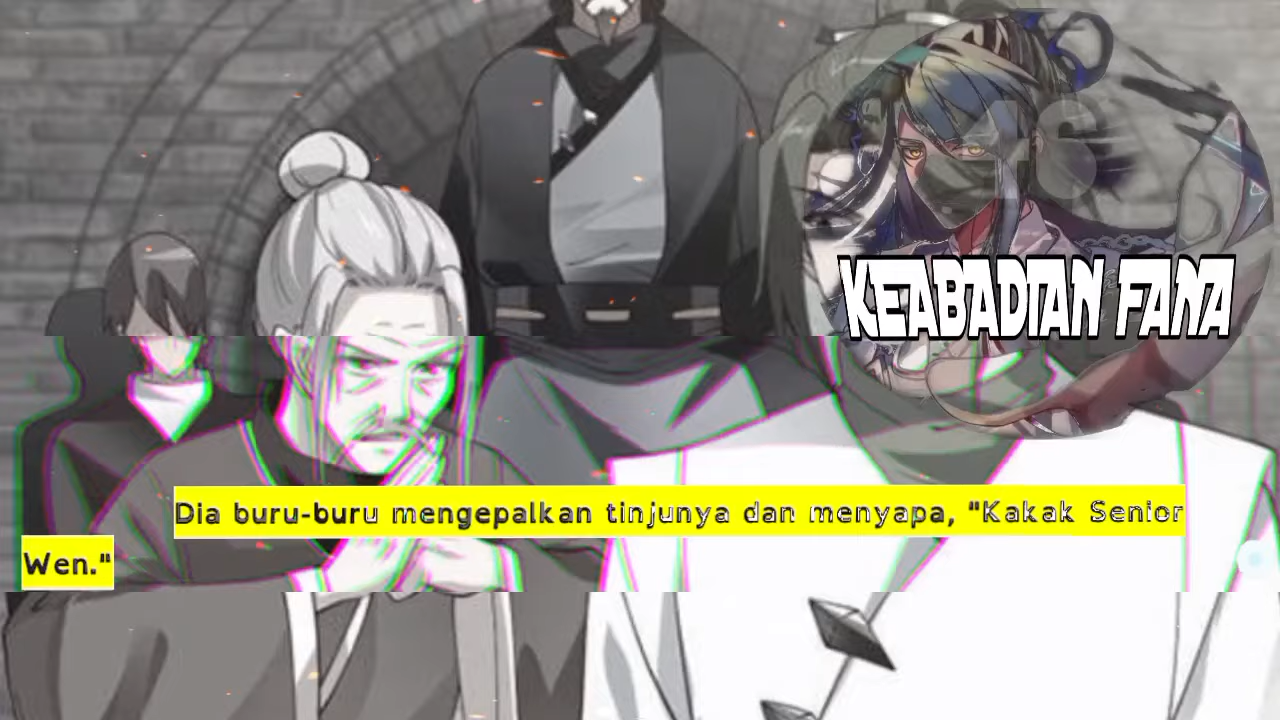 KEABADIAN FANA
Dia buru-buru mengepalkan tinjunya dan menyapa, "Kakak Senior
Wen."